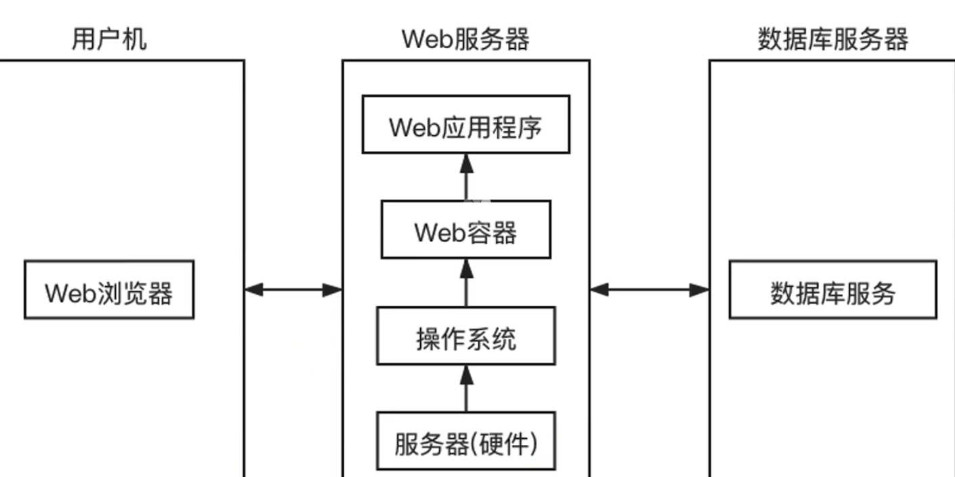 用户机
Web服务器
数据库服务器
Web应用程序
Web容器
Web浏览器
数据库服务
操作系统
服务器(硬件)